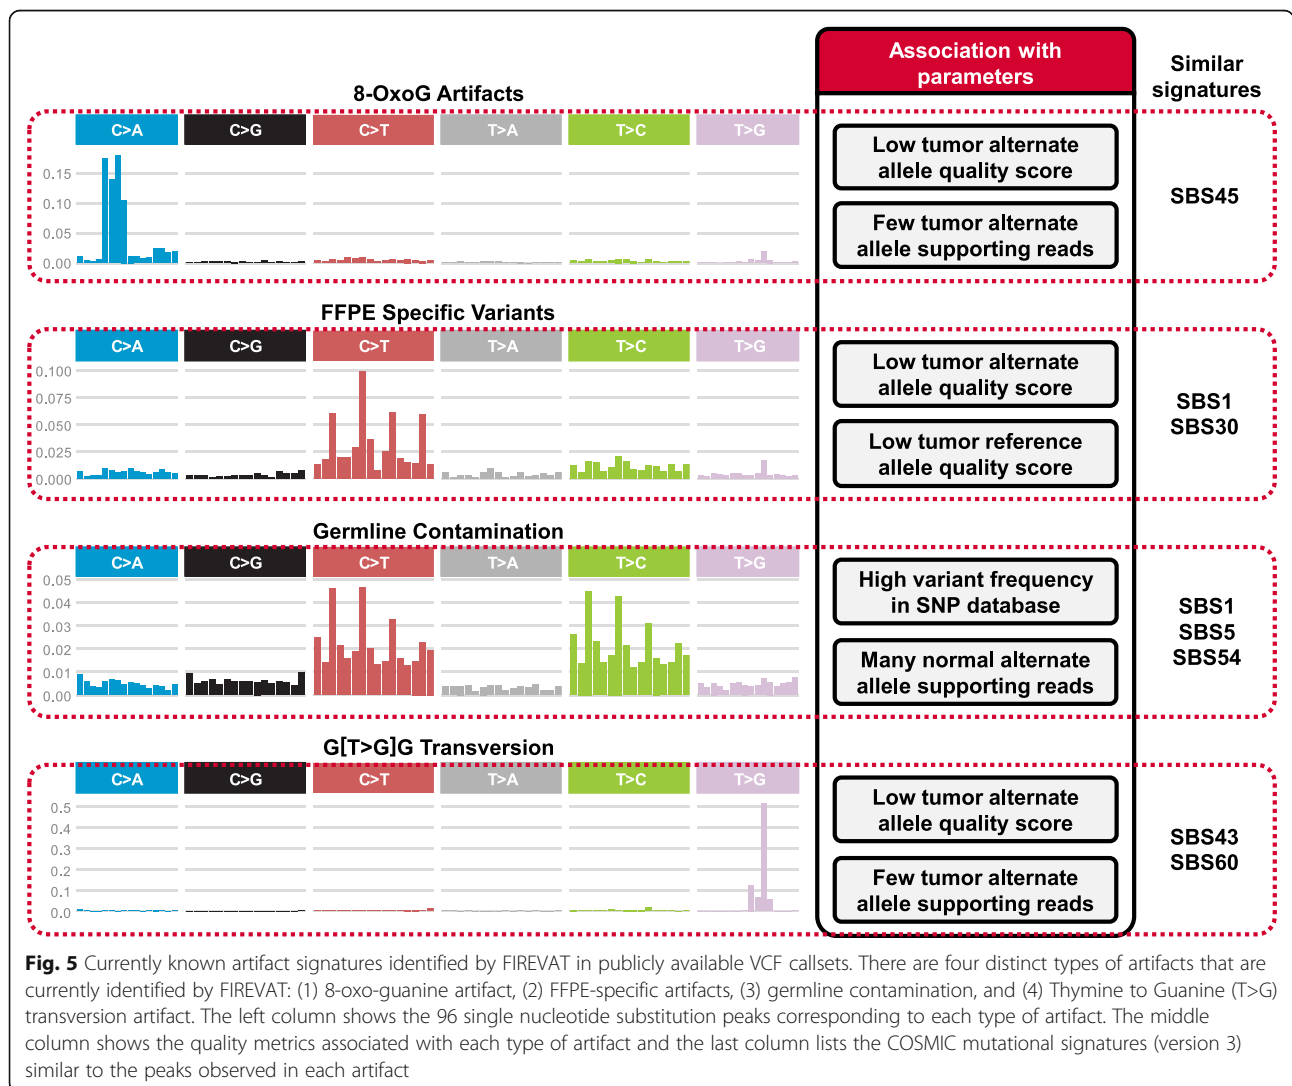 Association with
parameters
Similar
signatures
8-OxoG Artifacts
C>A C>G C>T T>A T>C T>G
0.15
0.10
0.05
0.00
Low tumor alternate
allele quality score
Few tumor alternate
allele supporting reads
SBS45
FFPE Specific Variants
C>A C>G C>T T>A T>C T>G
0.100
0.075
0.050
0.025
0.000
Low tumor alternate
allele quality score
Low tumor reference
allele quality score
SBS1
SBS30
Germline Contamination
C>A C>G C>T T>A T>C T>G
0.05
0.04
0.03
0.02
0.01
0.00
High variant frequency
in SNP database
Many normal alternate
allele supporting reads
SBS1
SBS5
SBS54
G[T>G]G Transversion
C>A C>G C>T T>A T>C T>G
0.5
0.4
0.3
0.2
0.1
0.0
Low tumor alternate
allele quality score
Few tumor alternate
allele supporting reads
SBS43
SBS60
Fig. 5 Currently known artifact signatures identified by FIREVAT in publicly available VCF callsets. There are four distinct types of artifacts that are
currently identified by FIREVAT: (1) 8-oxo-guanine artifact, (2) FFPE-specific artifacts, (3) germline contamination, and (4) Thymine to Guanine (T>G)
transversion artifact. The left column shows the 96 single nucleotide substitution peaks corresponding to each type of artifact. The middle
column shows the quality metrics associated with each type of artifact and the last column lists the COSMIC mutational signatures (version 3)
similar to the peaks observed in each artifact